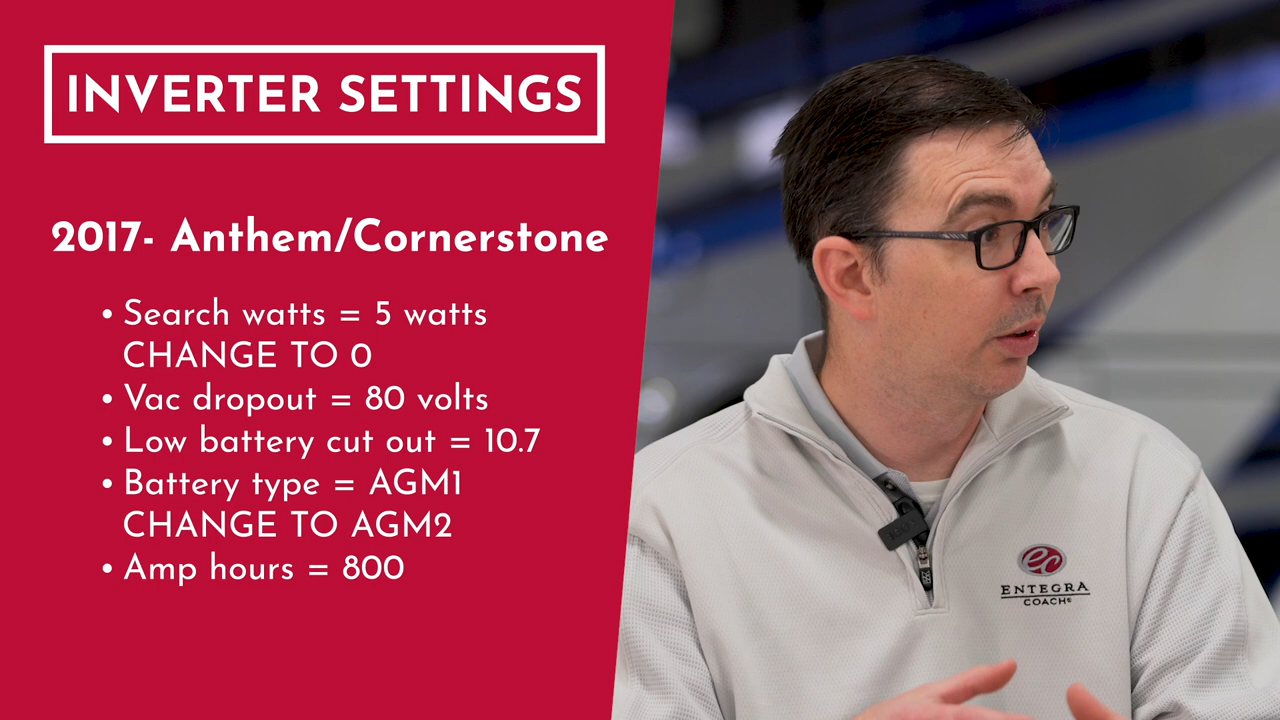 INVERTER SETTINGS
2017- Anthem/Cornerstone
• Search watts = 5 watts
CHANGE TO 0
• Vac dropout = 80 volts
• Low battery cut out = 10.7
• Battery type = AGM1
CHANGE TO AGM2
• Amp hours = 800
ec
ENTEGRA
COACH